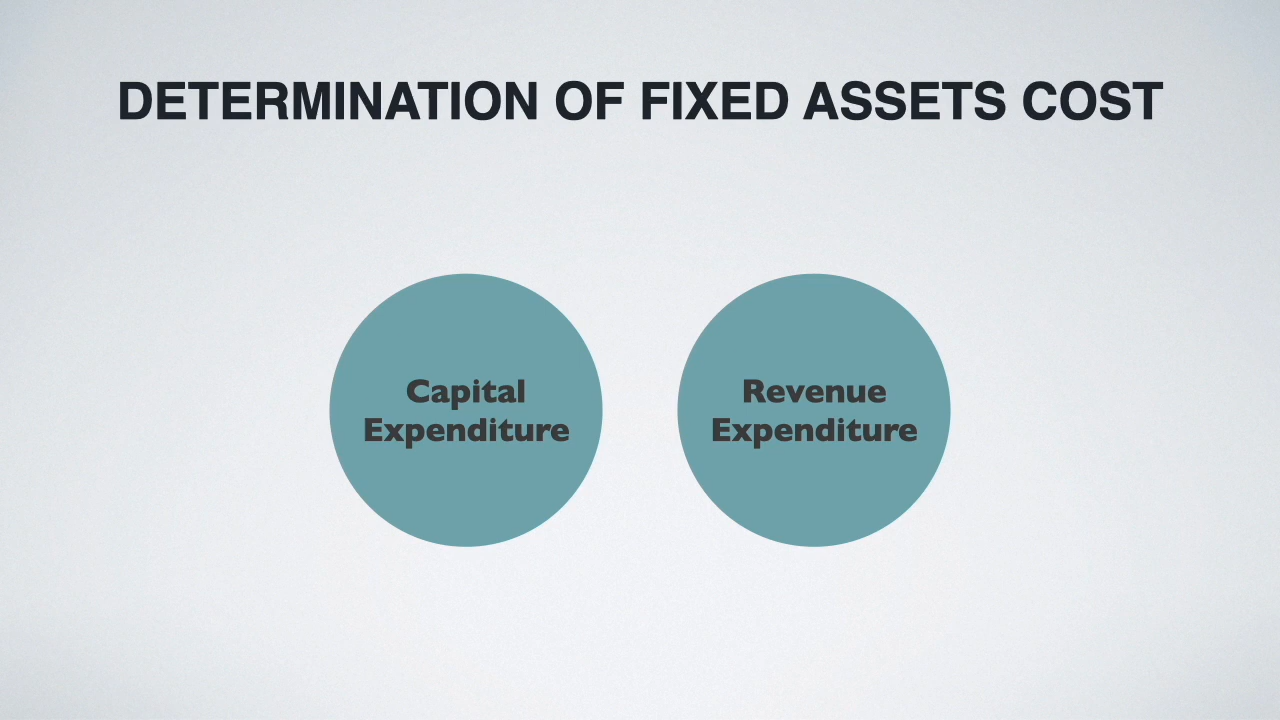 DETERMINATION OF FIXED ASSETS COST
Capital
Expenditure
Revenue
Expenditure